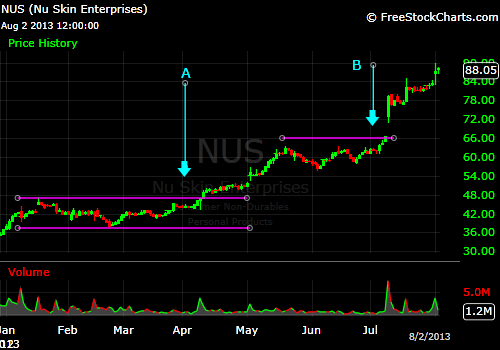 NUS (Nu Skin Enterprises)
Aug 2 2013 12:00:00
© FreeStockCharts.com
Price History
A
B
90.00
88.05
84.00
78.00
72.00
66.00
60.00
54.00
48.00
42.00
36.00
30.00
NUS
Nu Skin Enterprises
Consumer Non-Durables
Personal Products
Volume
5.0M
1.2M
Jan Feb Mar Apr May Jun Jul
2013
8/2/2013